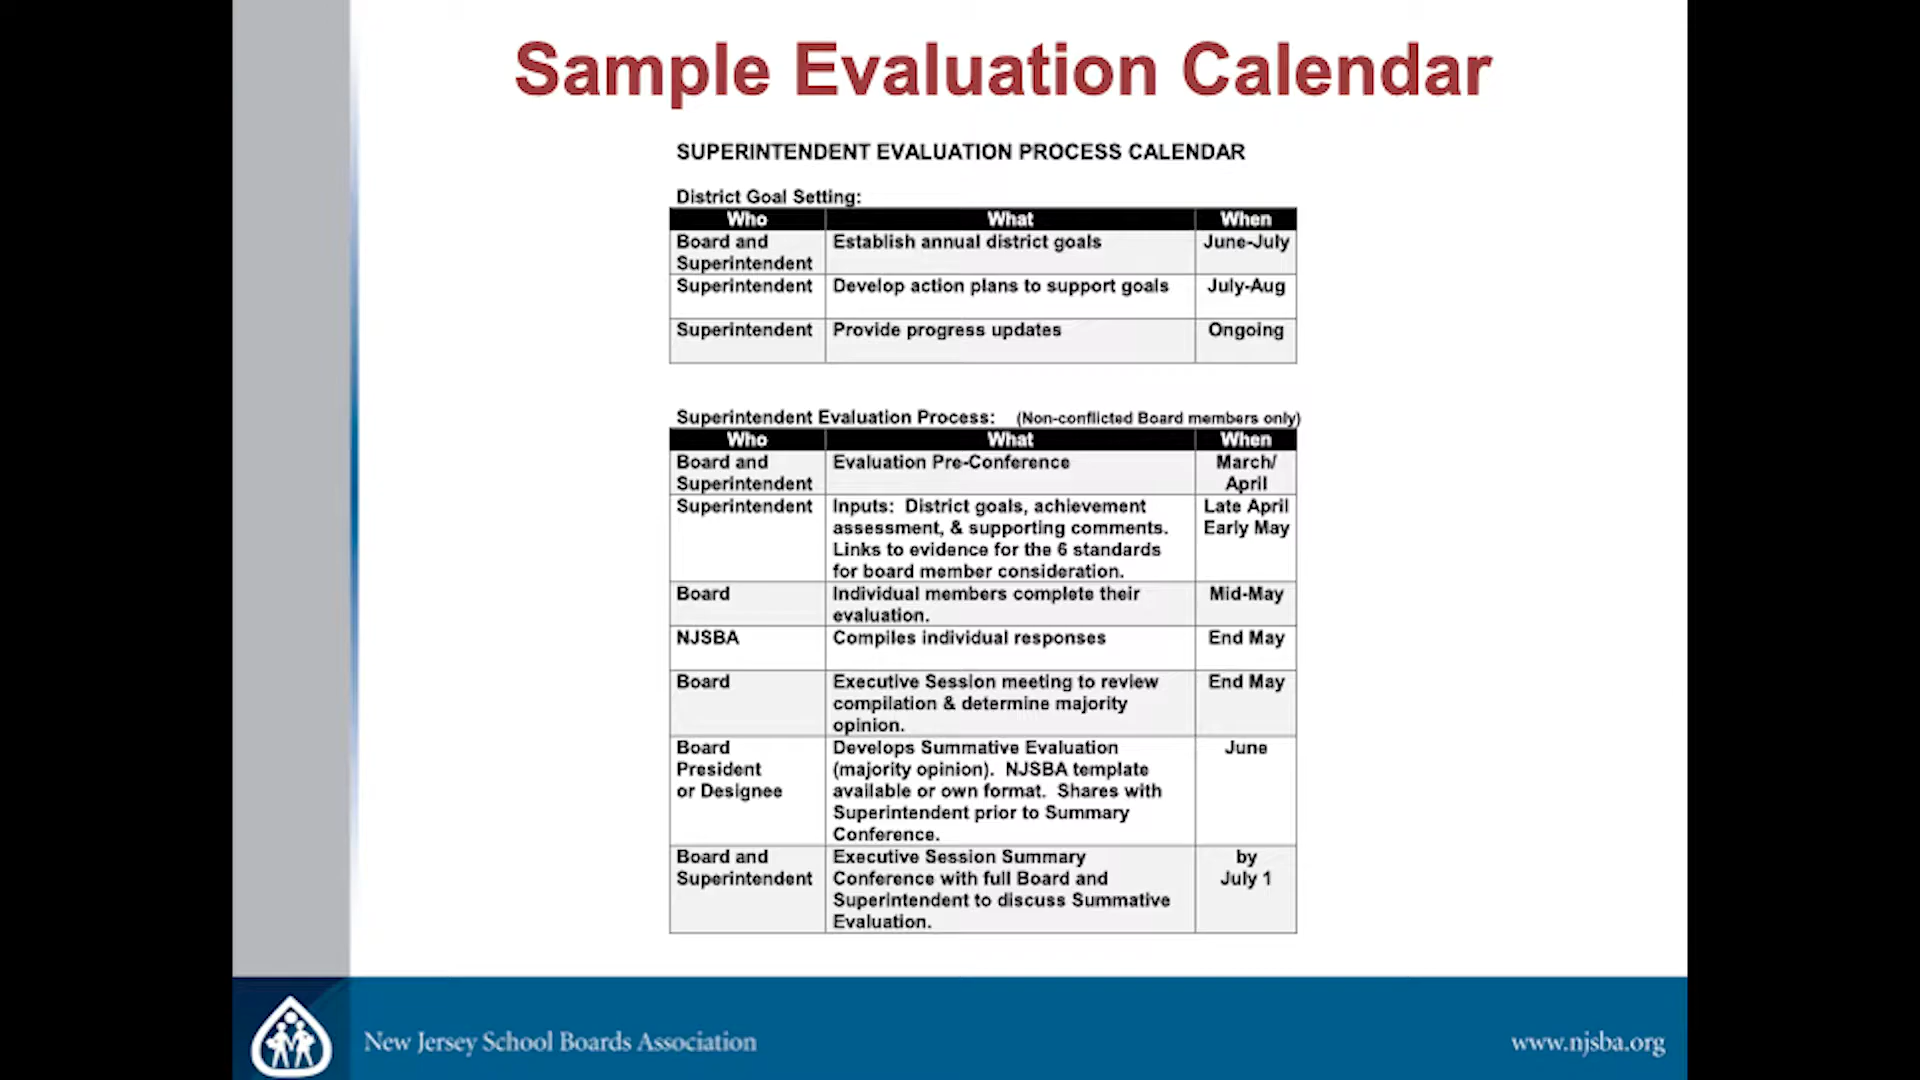 Sample Evaluation Calendar
SUPERINTENDENT EVALUATION PROCESS CALENDAR
District Goal Setting:
Who What When
Board and Superintendent Establish annual district goals June-July
Superintendent Develop action plans to support goals July-Aug
Superintendent Provide progress updates Ongoing
Superintendent Evaluation Process: (Non-conflicted Board members only)
Who What When
Board and Evaluation Pre-Conference March/
Superintendent April
Superintendent Inputs: District goals, achievement Late April
assessment, & supporting comments. Early May
Links to evidence for the 6 standards
for board member consideration.
Board Individual members complete their Mid-May
evaluation.
NJSBA Compiles individual responses End May
Board Executive Session meeting to review End May
compilation & determine majority
opinion.
Board Develops Summative Evaluation June
President (majority opinion). NJSBA template
or Designee available or own format. Shares with
Superintendent prior to Summary
Conference.
Board and Executive Session Summary by
Superintendent Conference with full Board and July 1
Superintendent to discuss Summative
Evaluation.
New Jersey School Boards Association www.njsba.org